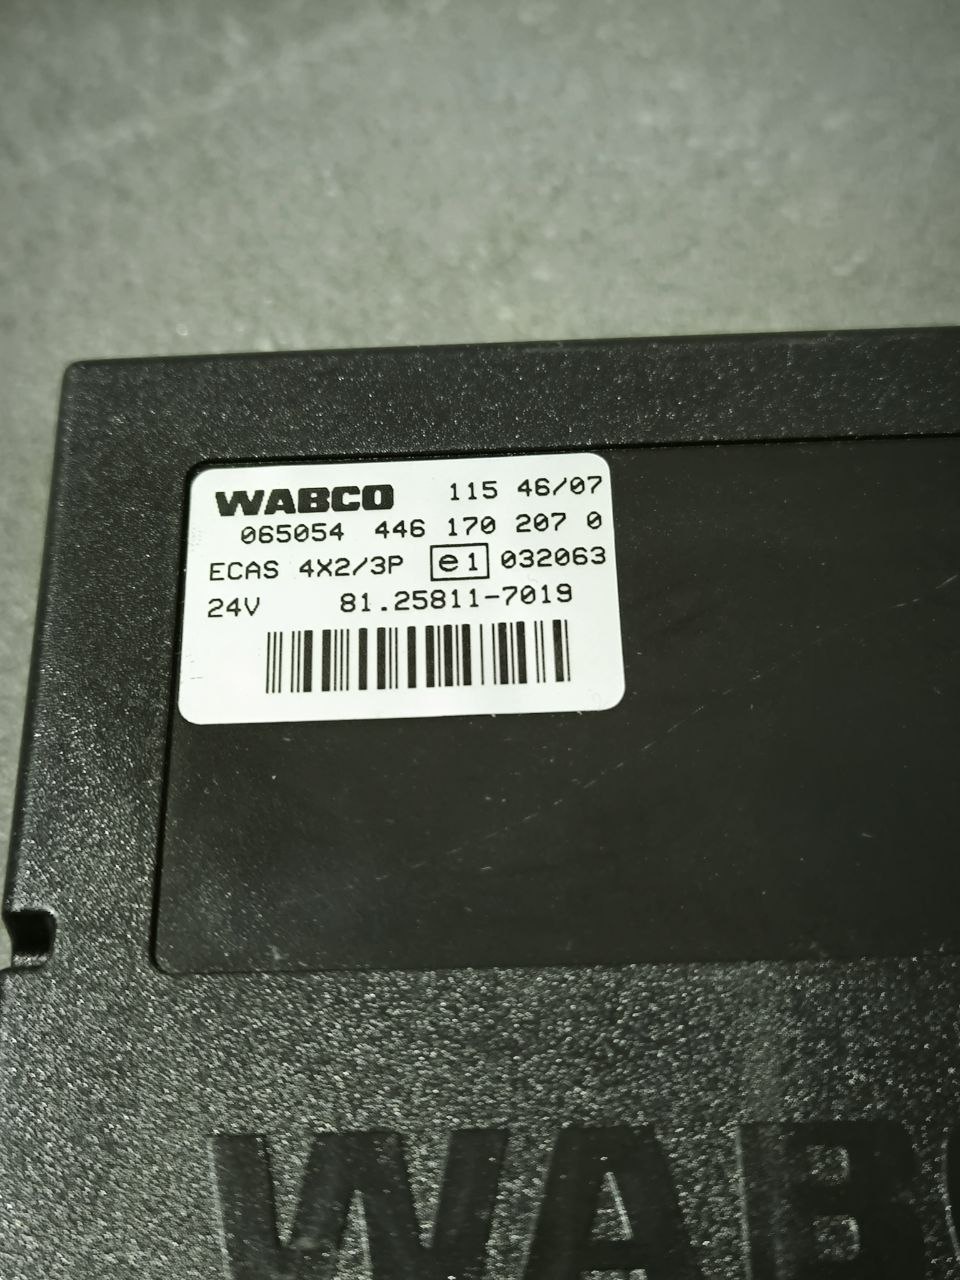 WABCO 115 46/07
065054 446 170 207 0
ECAS 4X2/3P e1 032063
24V 81.25811-7019
WABC